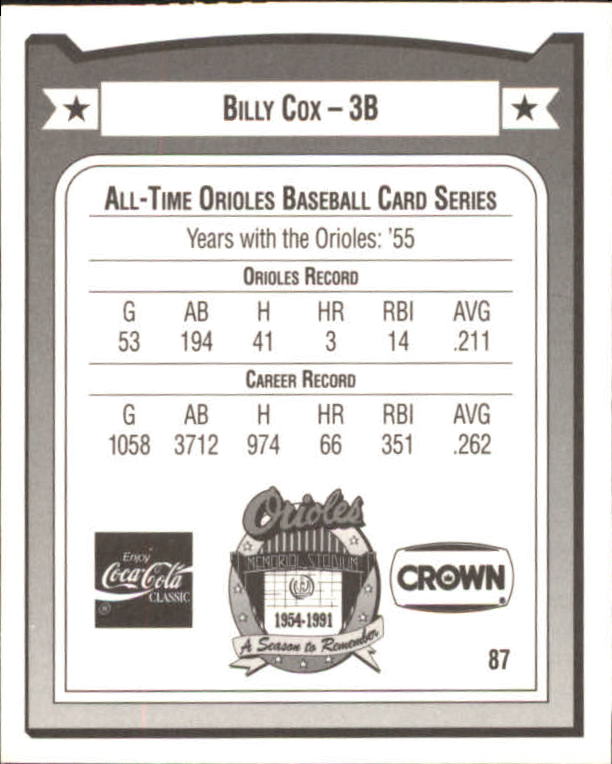 BILLY COX – 3B
ALL-TIME ORIOLES BASEBALL CARD SERIES
Years with the Orioles: '55
ORIOLES RECORD
G AB H HR RBI AVG
53 194 41 3 14 .211
CAREER RECORD
G AB H HR RBI AVG
1058 3712 974 66 351 .262
Orioles
MEMORIAL STADIUM
1954-1991
A Season to Remember
Enjoy
Coca-Cola
CLASSIC
®
CROWN
®
87